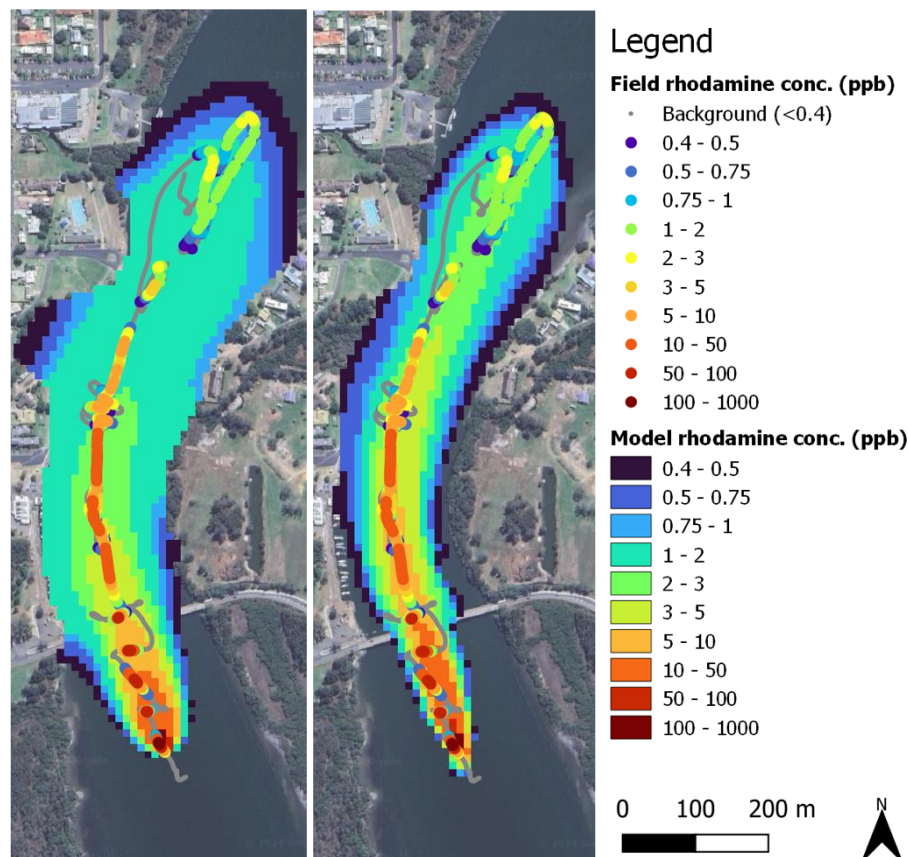 Legend
Field rhodamine conc. (ppb)
Background (<0.4)
0.4 - 0.5
0.5 - 0.75
0.75 - 1
1 - 2
2 - 3
3 - 5
5 - 10
10 - 50
50 - 100
100 - 1000
Model rhodamine conc. (ppb)
0.4 - 0.5
0.5 - 0.75
0.75 - 1
1 - 2
2 - 3
3 - 5
5 - 10
10 - 50
50 - 100
100 - 1000
0 100 200 m
N